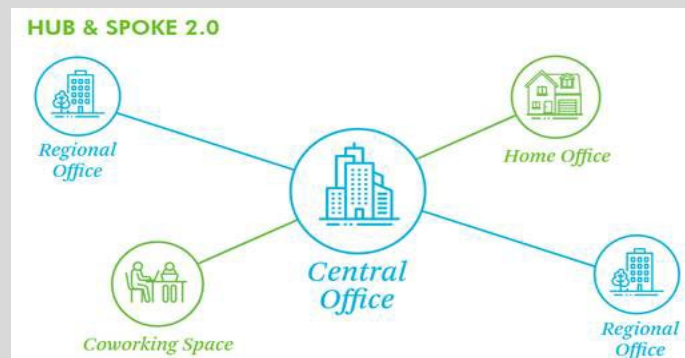 HUB & SPOKE 2.0
Regional
Office
Home Office
Central
Office
Coworking Space
Regional
Office